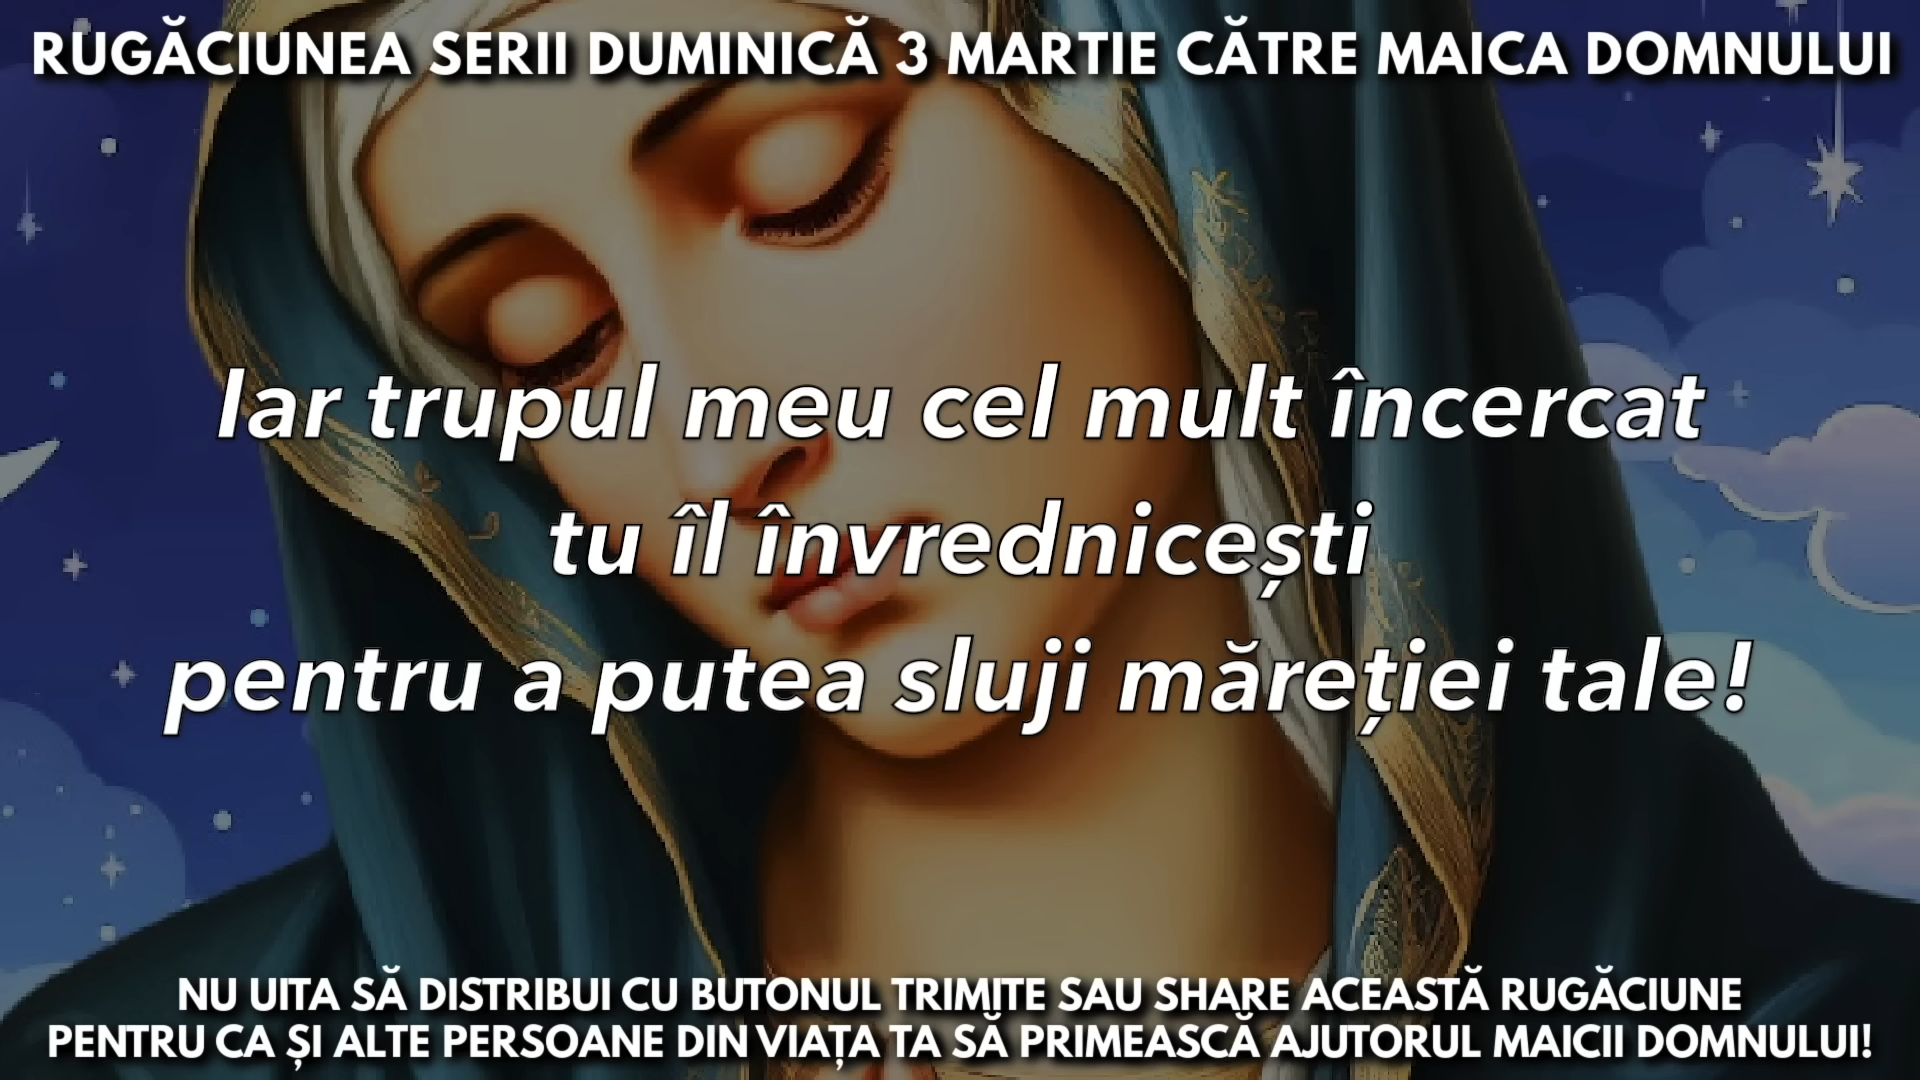 RUGĂCIUNEA SERII DUMINICĂ 3 MARTIE CĂTRE MAICA DOMNULUI
Iar trupul meu cel mult încercat
tu îl învrednicești
pentru a putea sluji măreției tale!
NU UITA SĂ DISTRIBUI CU BUTONUL TRIMITE SAU SHARE ACEASTĂ RUGĂCIUNE
PENTRU CA ȘI ALTE PERSOANE DIN VIAȚA TA SĂ PRIMEASCĂ AJUTORUL MAICII DOMNULUI!